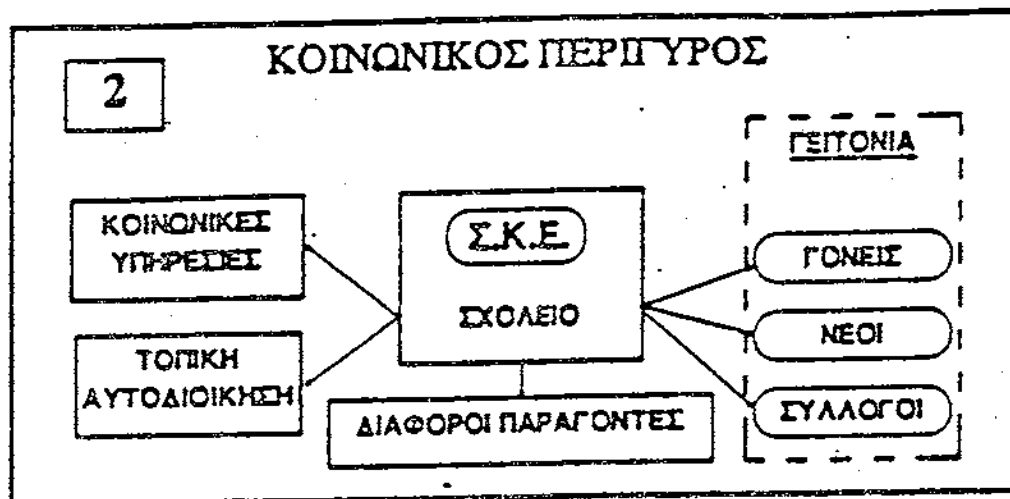 ΚΟΙΝΩΝΙΚΟΣ ΠΕΡΙΓΥΡΟΣ
2
ΓΕΙΤΟΝΙΑ
ΚΟΙΝΩΝΙΚΕΣ
ΥΠΗΡΕΣΙΕΣ
Σ.Κ.Ε.
ΣΧΟΛΕΙΟ
ΓΟΝΕΙΣ
ΝΕΟΙ
ΣΥΛΛΟΓΟΙ
ΤΟΠΙΚΗ
ΑΥΤΟΔΙΟΙΚΗΣΗ
ΔΙΑΦΟΡΟΙ ΠΑΡΑΓΟΝΤΕΣ